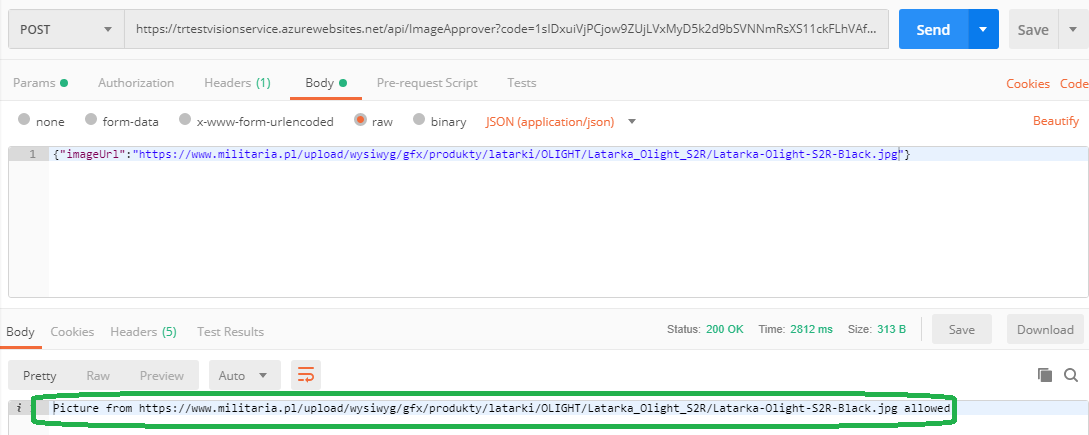 POST https://trtestvisionservice.azurewebsites.net/api/ImageApprover?code=1sIDxuiVjPCjow9ZUjLVxMyD5k2d9bSVNNmRsXS11ckFLhVAf... Send Save
Params Authorization Headers (1) Body Pre-request Script Tests Cookies Code
none form-data x-www-form-urlencoded raw binary JSON (application/json) Beautify
1 {"imageUrl":"https://www.militaria.pl/upload/wysiwyg/gfx/produkty/latarki/OLIGHT/Latarka_Olight_S2R/Latarka-Olight-S2R-Black.jpg"}
Body Cookies Headers (5) Test Results Status: 200 OK Time: 2812 ms Size: 313 B Save Download
Pretty Raw Preview Auto
i Picture from https://www.militaria.pl/upload/wysiwyg/gfx/produkty/latarki/OLIGHT/Latarka_Olight_S2R/Latarka-Olight-S2R-Black.jpg allowed